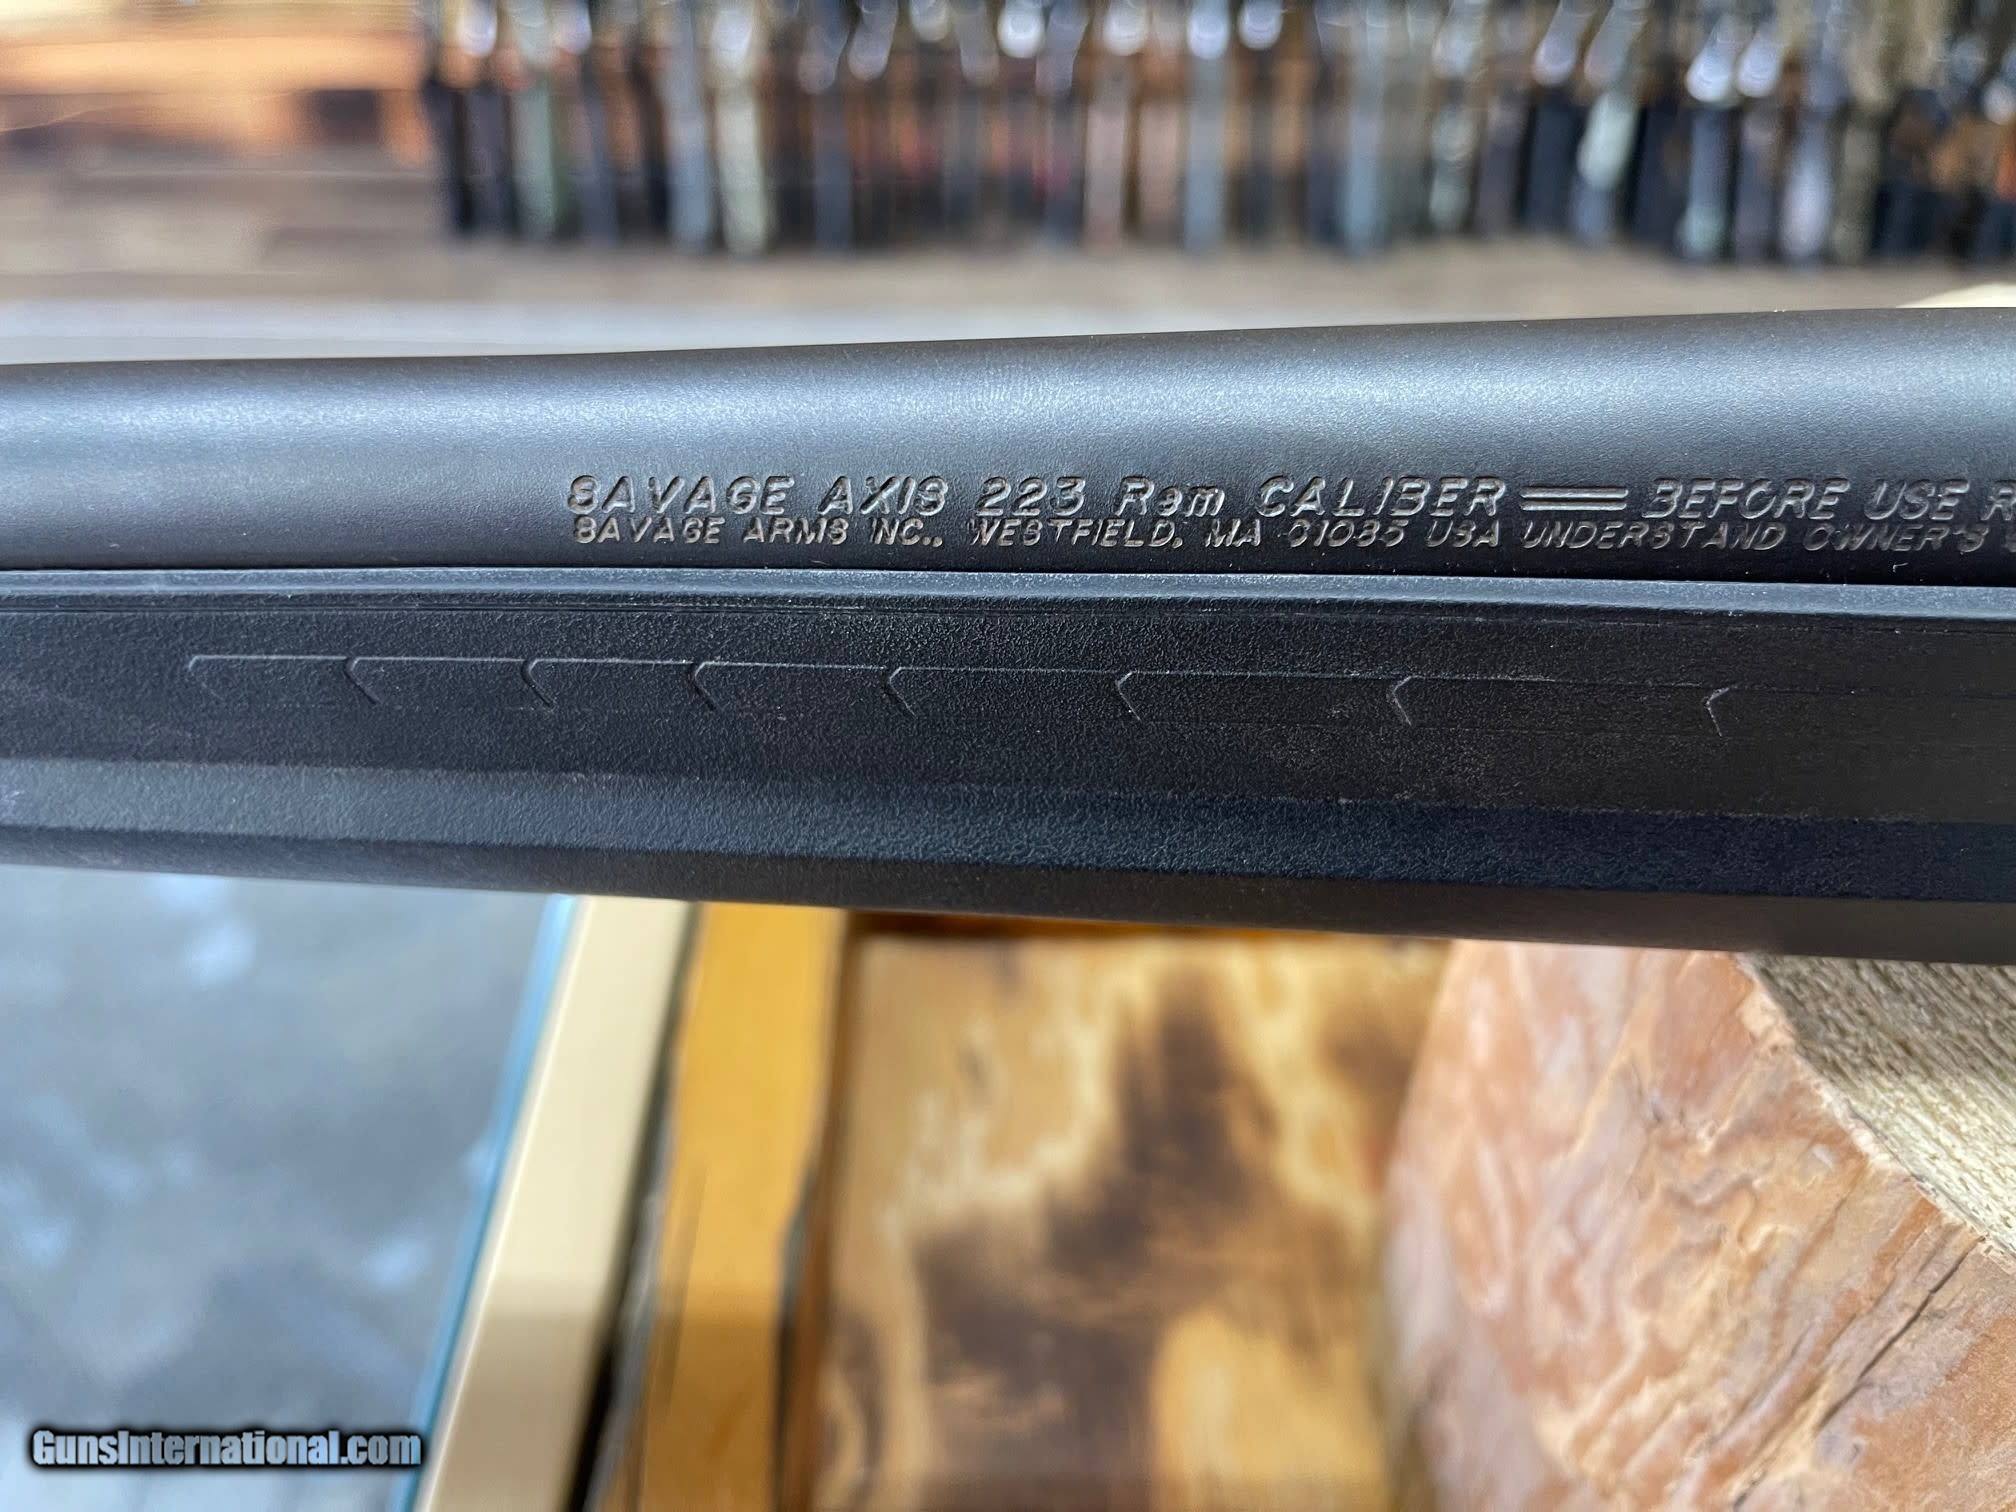 SAVAGE AXIS 223 Rem CALIBER == BEFORE USE R
SAVAGE ARMS INC., WESTFIELD, MA 01085 USA UNDERSTAND OWNER'S
GunsInternational.com